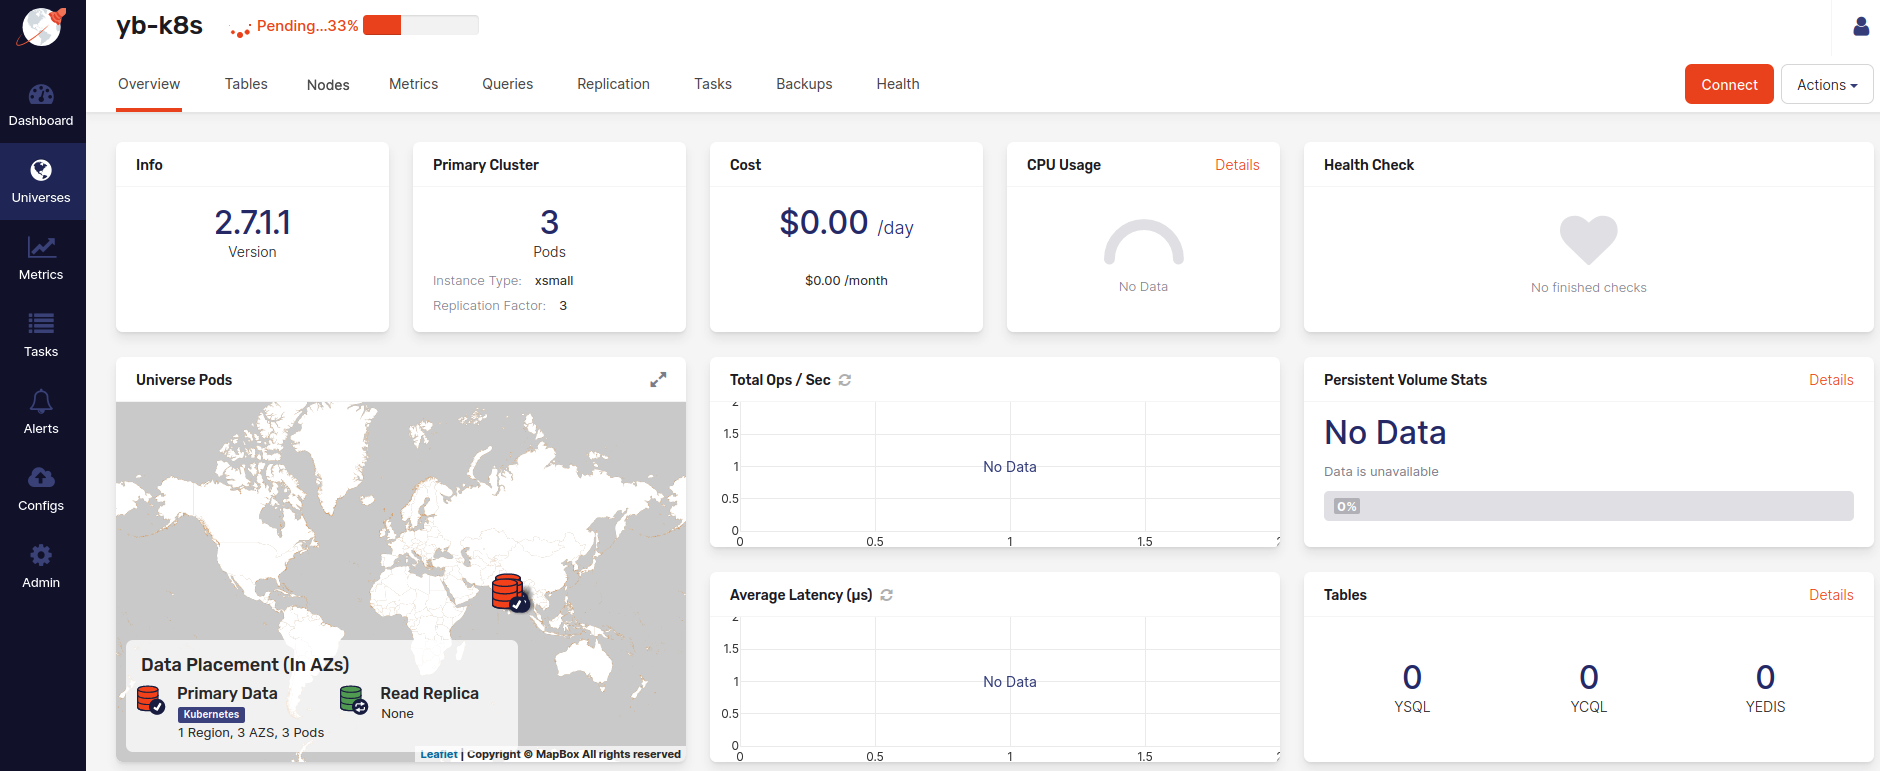 yb-k8s
Pending...33%
Overview Tables Nodes Metrics Queries Replication Tasks Backups Health
Connect
Actions
Dashboard
Universes
Metrics
Tasks
Alerts
Configs
Admin
Info
2.7.1.1
Version
Primary Cluster
3
Pods
Instance Type: xsmall
Replication Factor: 3
Cost
$0.00 /day
$0.00 /month
CPU Usage Details
No Data
Health Check
No finished checks
Universe Pods
Data Placement (In AZs)
Primary Data
Kubernetes
1 Region, 3 AZS, 3 Pods
Read Replica
None
Leaflet | Copyright © MapBox All rights reserved
Total Ops / Sec
2
1.5
1
0.5
0
No Data
0 0.5 1 1.5 2
Persistent Volume Stats Details
No Data
Data is unavailable
0%
Average Latency (µs)
2
1.5
1
0.5
0
No Data
0 0.5 1 1.5 2
Tables Details
0 0 0
YSQL YCQL YEDIS